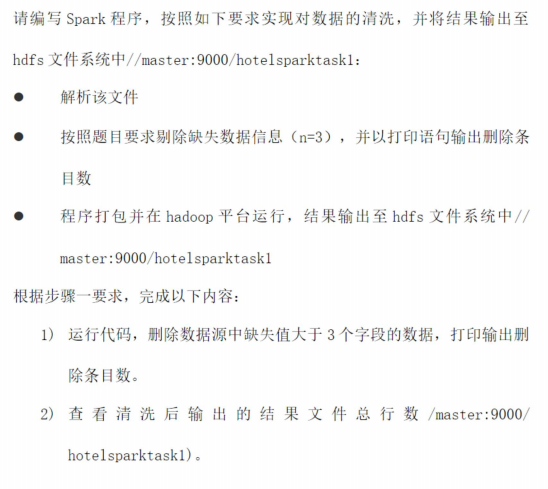 请编写 Spark 程序，按照如下要求实现对数据的清洗，并将结果输出至
hdfs 文件系统中//master:9000/hotelsparktask1：
● 解析该文件
● 按照题目要求剔除缺失数据信息（n=3），并以打印语句输出删除条
目数
● 程序打包并在 hadoop 平台运行，结果输出至 hdfs 文件系统中//
master:9000/hotelsparktask1
根据步骤一要求，完成以下内容：
1) 运行代码，删除数据源中缺失值大于 3 个字段的数据，打印输出删
除条目数。
2) 查看清洗后输出的结果文件总行数/master:9000/
hotelsparktask1)。